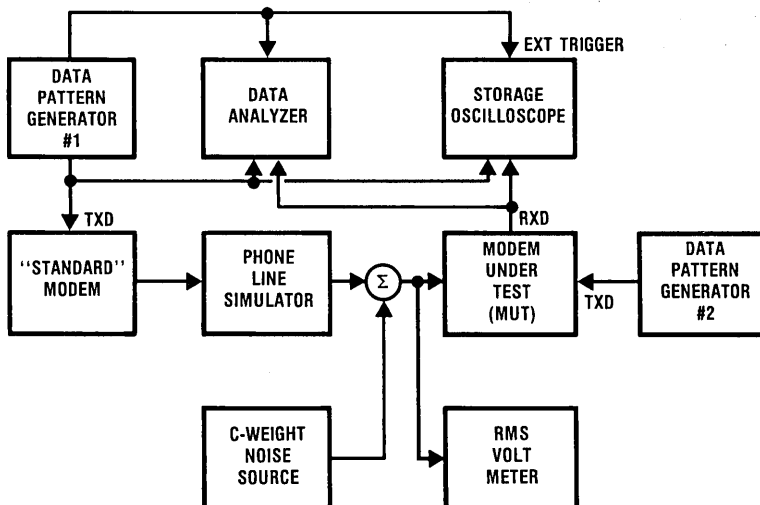 EXT TRIGGER
DATA
PATTERN
GENERATOR
#1
DATA
ANALYZER
STORAGE
OSCILLOSCOPE
TXD
RXD
"STANDARD"
MODEM
PHONE
LINE
SIMULATOR
Σ
MODEM
UNDER
TEST
(MUT)
TXD
DATA
PATTERN
GENERATOR
#2
C-WEIGHT
NOISE
SOURCE
RMS
VOLT
METER